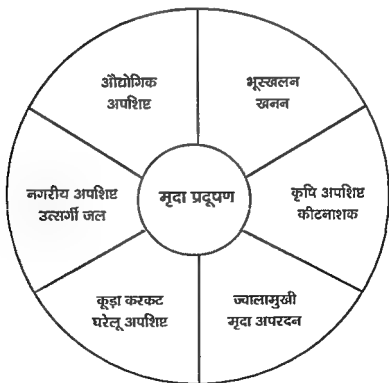 औद्योगिक
अपशिष्ट
भूस्खलन
खनन
नगरीय अपशिष्ट
उत्सर्गी जल
मृदा प्रदूषण
कृषि अपशिष्ट
कीटनाशक
कूड़ा करकट
घरेलू अपशिष्ट
ज्वालामुखी
मृदा अपरदन